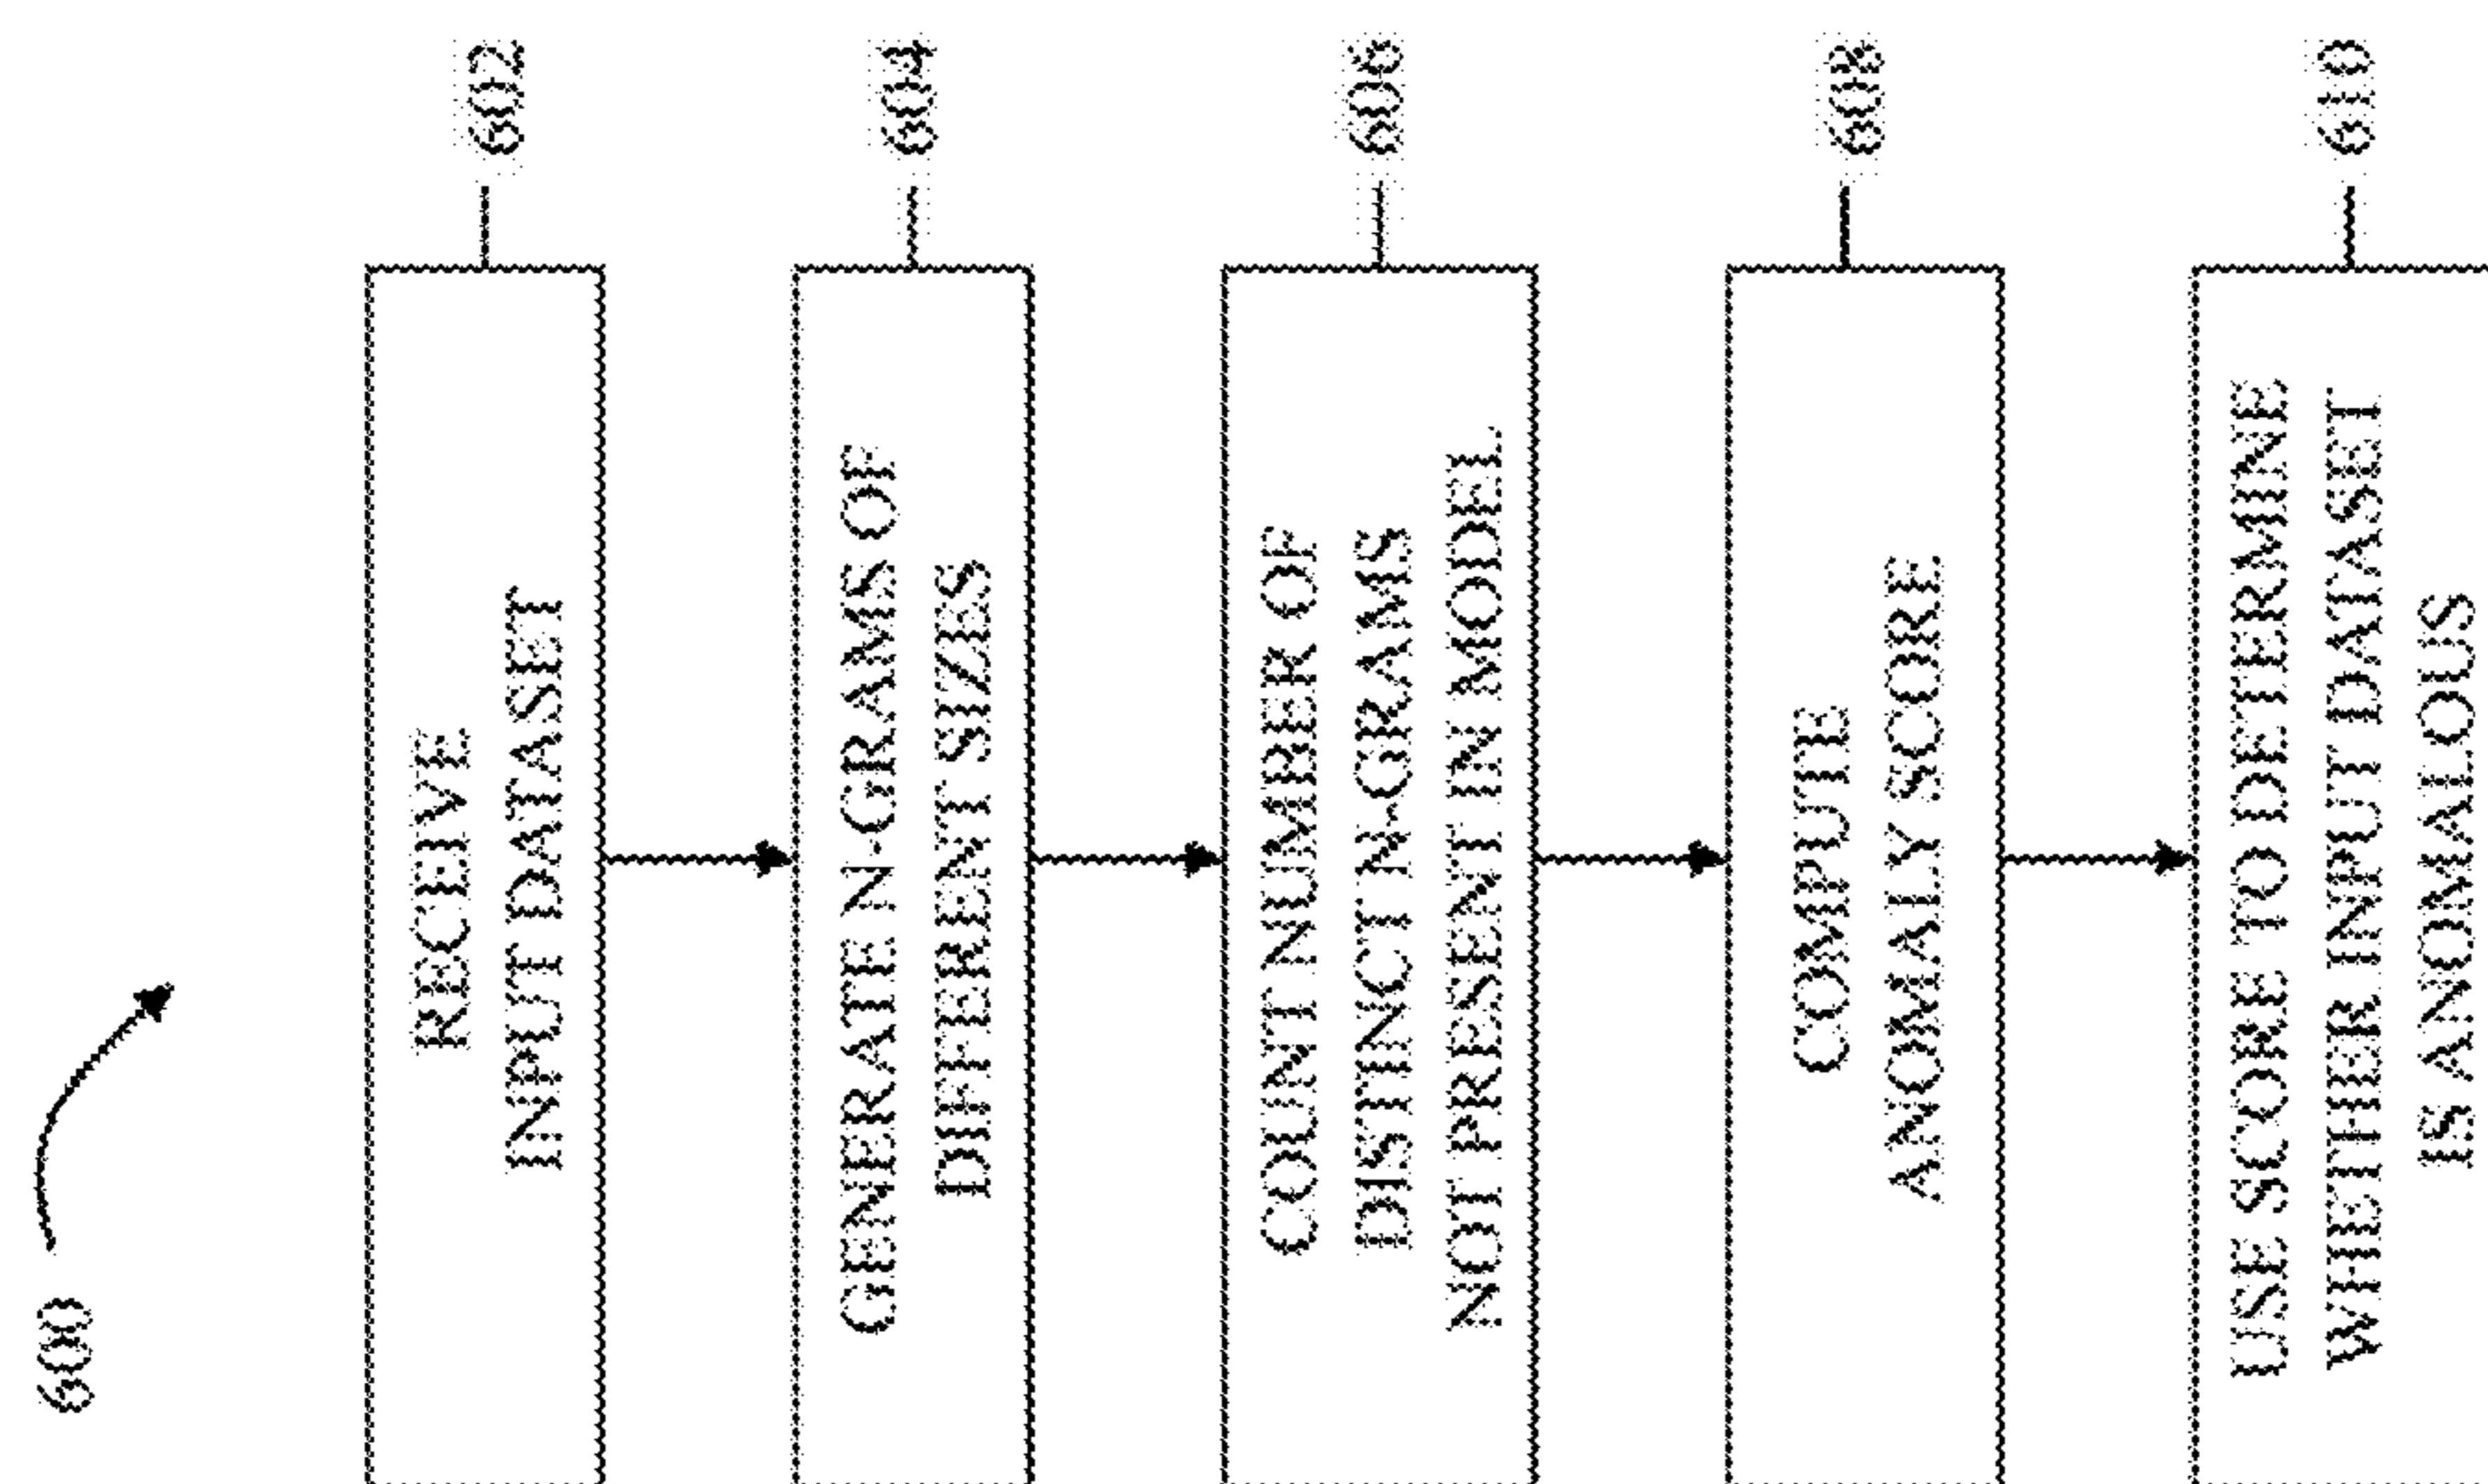 600
RECEIVE
INPUT DATASET
602
GENERATE N-GRAMS OF
DIFFERENT SIZES
604
COUNT NUMBER OF
DISTINCT N-GRAMS
NOT PRESENT IN MODEL
606
COMPUTE
ANOMALY SCORE
608
USE SCORE TO DETERMINE
WHETHER INPUT DATASET
IS ANOMALOUS
610